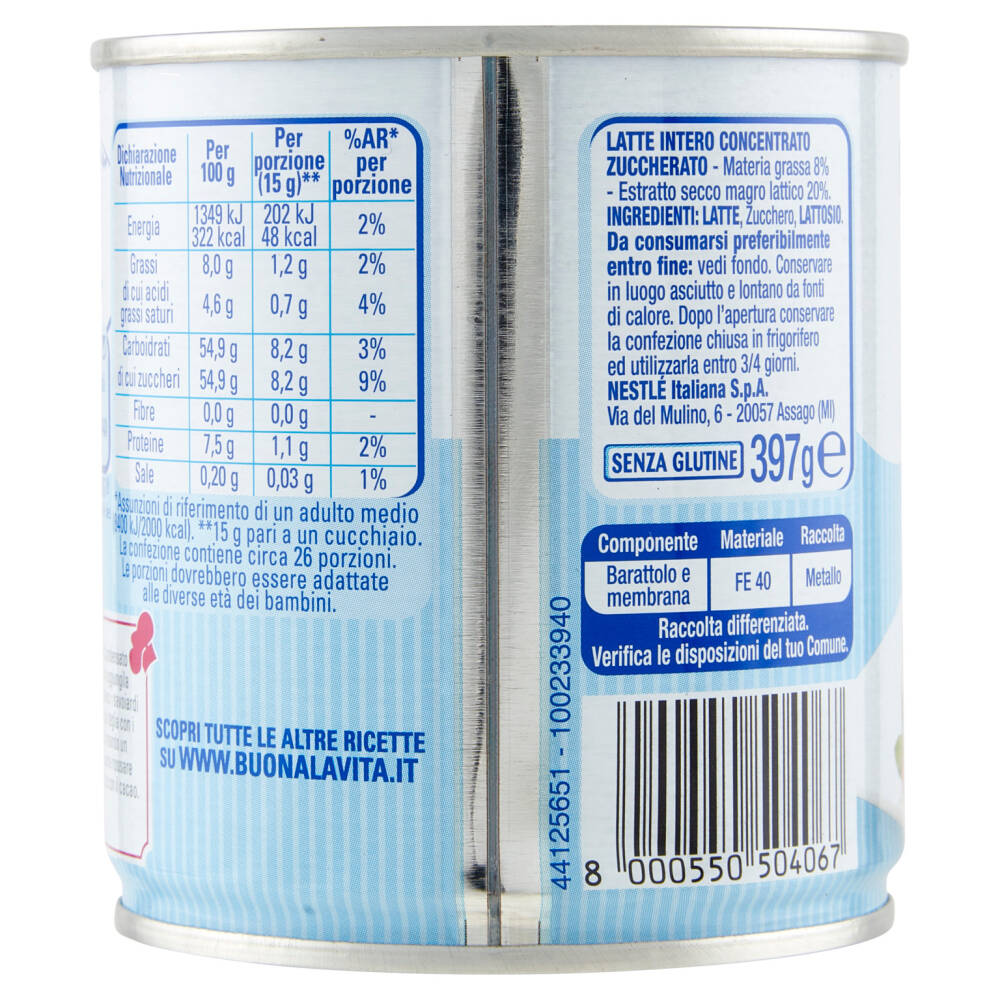 Dichiarazione Nutrizionale Per 100 g Per porzione (15 g)** %AR* per porzione
Energia 1349 kJ 322 kcal 202 kJ 48 kcal 2%
Grassi 8,0 g 1,2 g 2%
di cui acidi grassi saturi 4,6 g 0,7 g 4%
Carboidrati 54,9 g 8,2 g 3%
di cui zuccheri 54,9 g 8,2 g 9%
Fibre 0,0 g 0,0 g -
Proteine 7,5 g 1,1 g 2%
Sale 0,20 g 0,03 g 1%
*Assunzioni di riferimento di un adulto medio
(8400 kJ/2000 kcal). **15 g pari a un cucchiaio.
La confezione contiene circa 26 porzioni.
Le porzioni dovrebbero essere adattate
alle diverse età dei bambini.
SCOPRI TUTTE LE ALTRE RICETTE
SU WWW.BUONALAVITA.IT
44125651 - 100233940
LATTE INTERO CONCENTRATO
ZUCCHERATO - Materia grassa 8%
- Estratto secco magro lattico 20%.
INGREDIENTI: LATTE, Zucchero, LATTOSIO.
Da consumarsi preferibilmente
entro fine: vedi fondo. Conservare
in luogo asciutto e lontano da fonti
di calore. Dopo l'apertura conservare
la confezione chiusa in frigorifero
ed utilizzarla entro 3/4 giorni.
NESTLÉ Italiana S.p.A.
Via del Mulino, 6 - 20057 Assago (MI)
SENZA GLUTINE 397g e
Componente Materiale Raccolta
Barattolo e membrana FE 40 Metallo
Raccolta differenziata.
Verifica le disposizioni del tuo Comune.
8 000550 504067